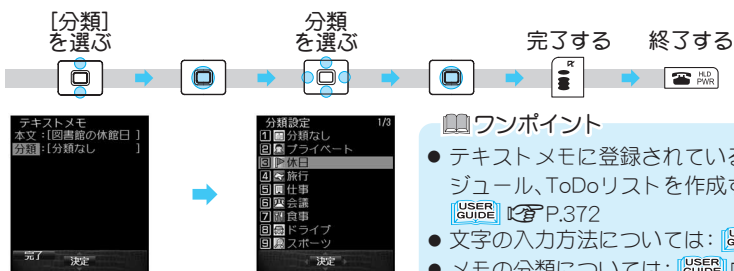 [分類]
を選ぶ
分類
を選ぶ
完了する
終了する
HLD
PWR
テキストメモ
本文:[図書館の休館日 ]
分類:[分類なし ]
完了
決定
分類設定 1/3
1 分類なし
2 プライベート
3 休日
4 旅行
5 仕事
6 会議
7 食事
8 ドライブ
9 スポーツ
決定
ワンポイント
● テキストメモに登録されている
ジュール、ToDoリストを作成す
USER GUIDE P.372
● 文字の入力方法については:
● メモの分類については: USER